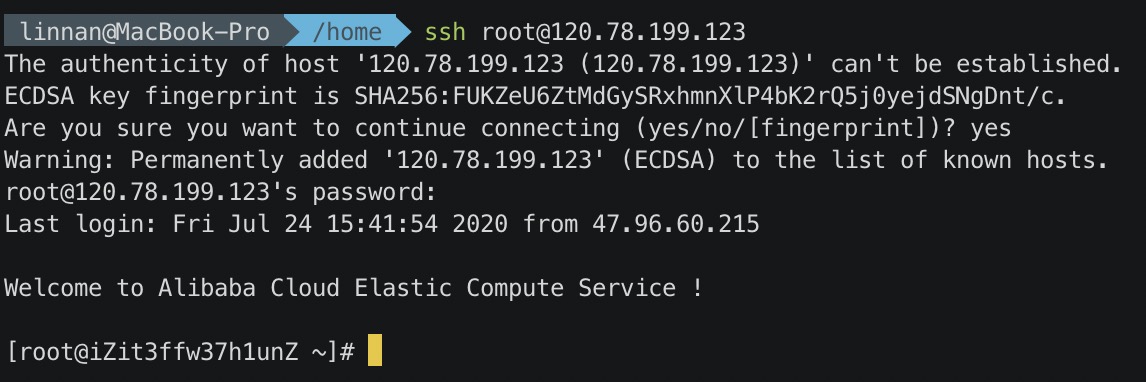 linnan@MacBook-Pro /home ssh root@120.78.199.123
The authenticity of host '120.78.199.123 (120.78.199.123)' can't be established.
ECDSA key fingerprint is SHA256:FUKZeU6ZtMdGySRxhmnXlP4bK2rQ5j0yejdSNgDnt/c.
Are you sure you want to continue connecting (yes/no/[fingerprint])? yes
Warning: Permanently added '120.78.199.123' (ECDSA) to the list of known hosts.
root@120.78.199.123's password:
Last login: Fri Jul 24 15:41:54 2020 from 47.96.60.215
Welcome to Alibaba Cloud Elastic Compute Service !
[root@iZit3ffw37h1unZ ~]#